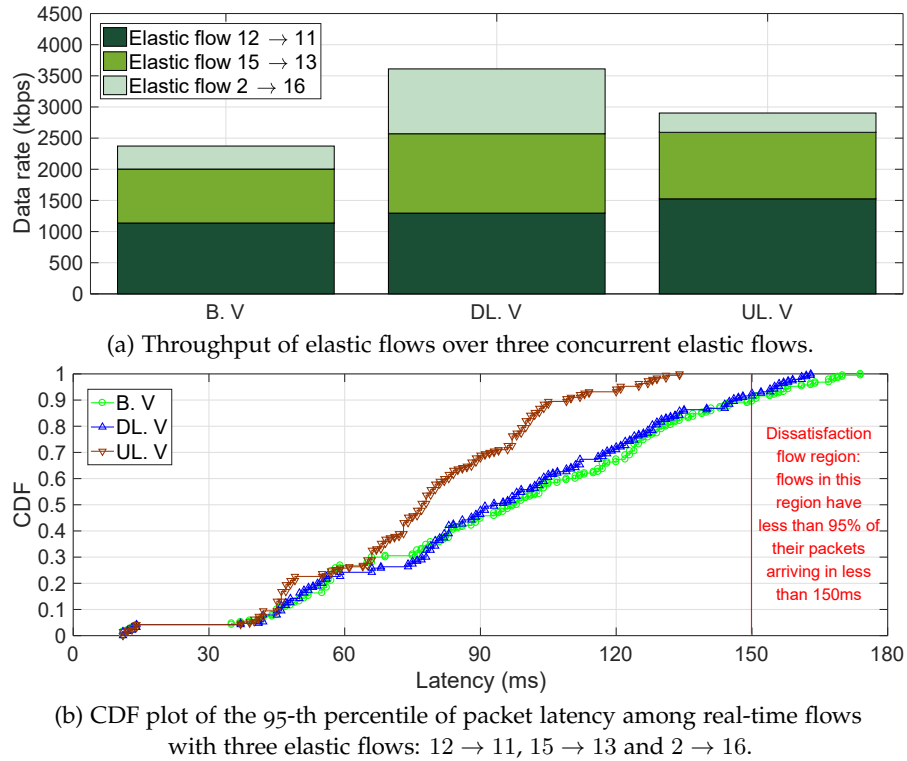 4500
4000
3500
3000
2500
2000
1500
1000
500
0
Data rate (kbps)
Elastic flow 12 → 11
Elastic flow 15 → 13
Elastic flow 2 → 16
B. V
DL. V
UL. V
(a) Throughput of elastic flows over three concurrent elastic flows.
1
0.9
0.8
0.7
0.6
0.5
0.4
0.3
0.2
0.1
0
CDF
B. V
DL. V
UL. V
Dissatisfaction
flow region:
flows in this
region have
less than 95% of
their packets
arriving in less
than 150ms
0
30
60
90
120
150
180
Latency (ms)
(b) CDF plot of the 95-th percentile of packet latency among real-time flows
with three elastic flows: 12 → 11, 15 → 13 and 2 → 16.